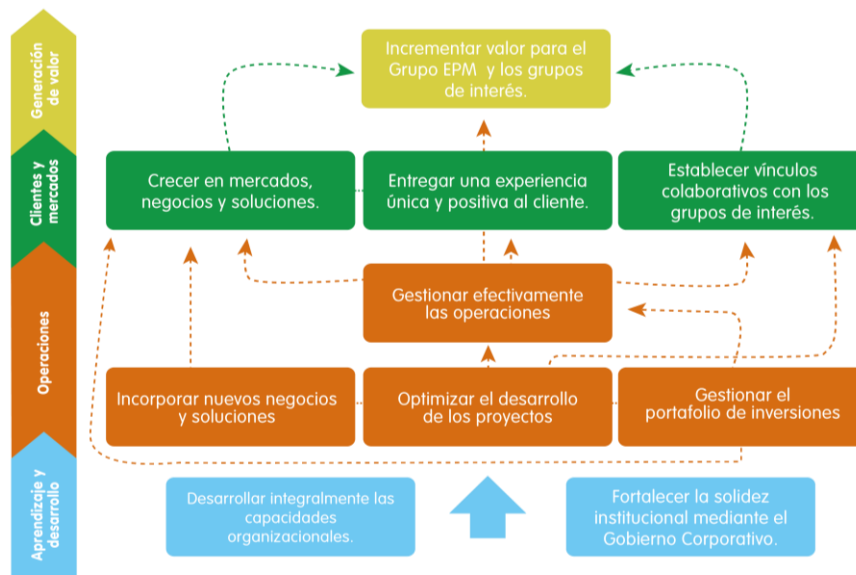 Generación
de valor
Incrementar valor para el
Grupo EPM y los grupos
de interés.
Clientes y
mercados
Crecer en mercados,
negocios y soluciones.
Entregar una experiencia
única y positiva al cliente.
Establecer vínculos
colaborativos con los
grupos de interés.
Operaciones
Gestionar efectivamente
las operaciones
Incorporar nuevos negocios
y soluciones
Optimizar el desarrollo
de los proyectos
Gestionar el
portafolio de inversiones
Aprendizaje y
desarrollo
Desarrollar integralmente las
capacidades
organizacionales.
Fortalecer la solidez
institucional mediante el
Gobierno Corporativo.